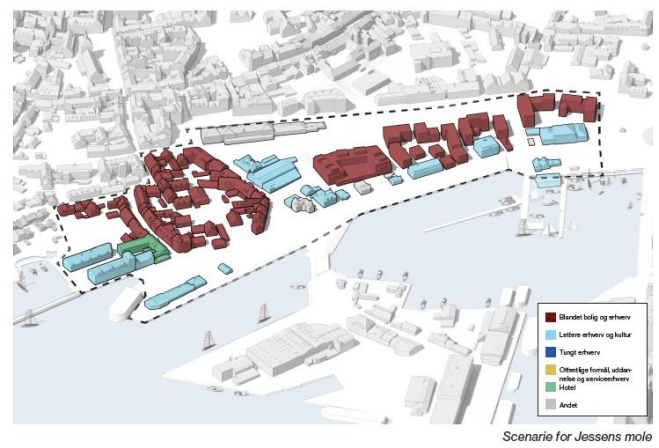 Blandet bolig og erhverv
Lettere erhverv og kultur
Tungt erhverv
Offentlige formål, uddan-
nelse og serviceerhverv
Hotel
Andet
Scenarie for Jessens mole